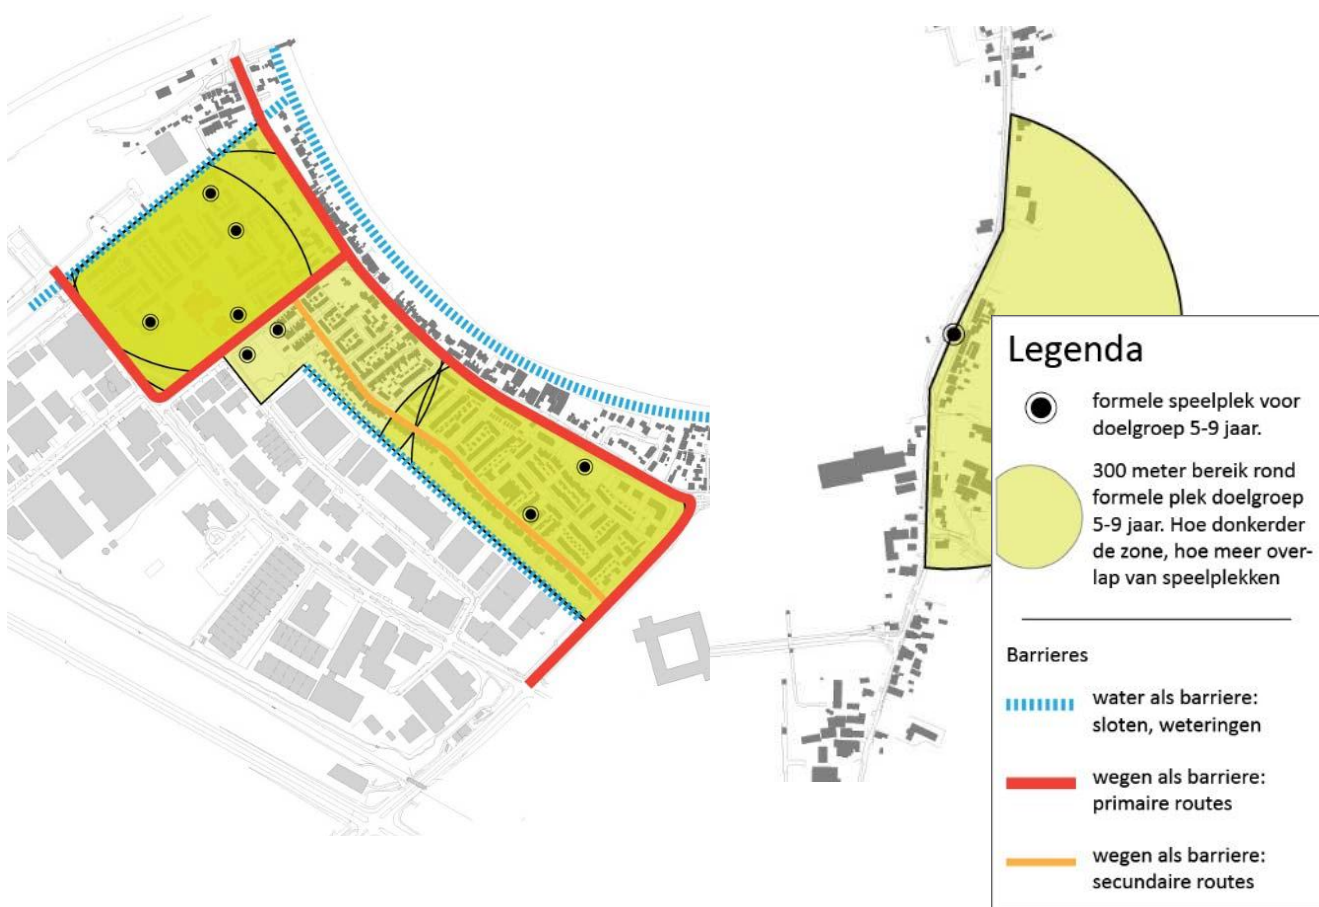 Legenda
formele speelplek voor
doelgroep 5-9 jaar.
300 meter bereik rond
formele plek doelgroep
5-9 jaar. Hoe donkerder
de zone, hoe meer over-
lap van speelplekken
Barrieres
water als barriere:
sloten, weteringen
wegen als barriere:
primaire routes
wegen als barriere:
secundaire routes